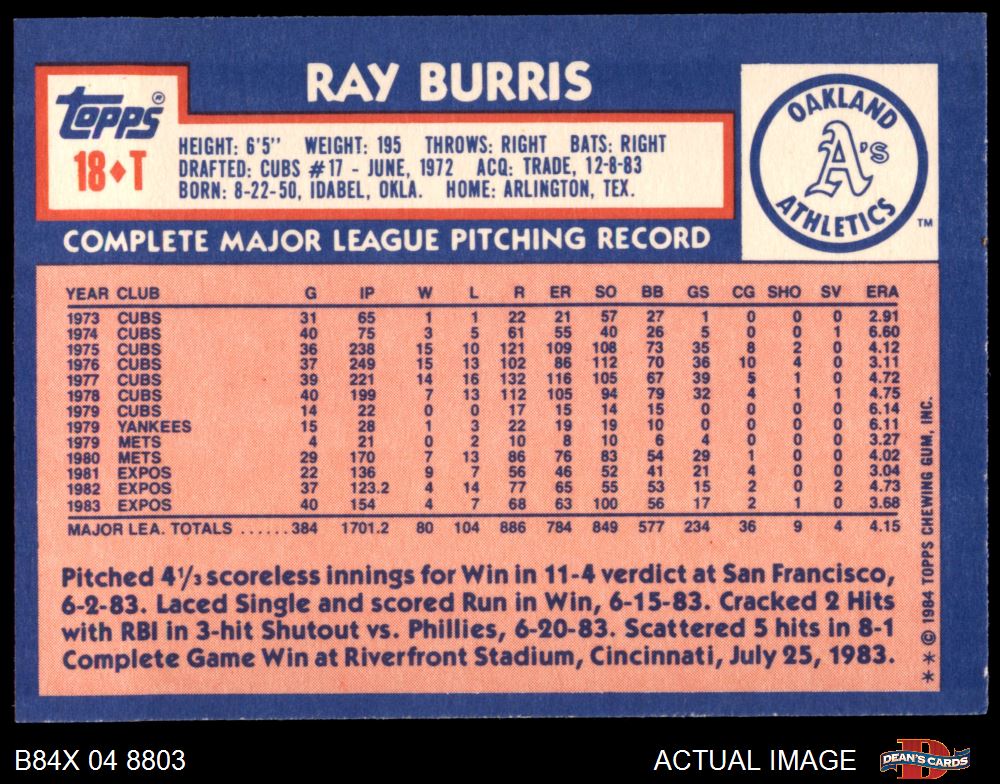 RAY BURRIS
Topps®
18♦T
HEIGHT: 6'5" WEIGHT: 195 THROWS: RIGHT BATS: RIGHT
DRAFTED: CUBS #17 - JUNE, 1972 ACQ: TRADE, 12-8-83
BORN: 8-22-50, IDABEL, OKLA. HOME: ARLINGTON, TEX.
OAKLAND
A's
ATHLETICS
TM
COMPLETE MAJOR LEAGUE PITCHING RECORD
YEAR CLUB G IP W L R ER SO BB GS CG SHO SV ERA
1973 CUBS 31 65 1 1 22 21 57 27 1 0 0 0 2.91
1974 CUBS 40 75 3 5 61 55 40 26 5 0 0 1 6.60
1975 CUBS 36 238 15 10 121 109 108 73 35 8 2 0 4.12
1976 CUBS 37 249 15 13 102 86 112 70 36 10 4 0 3.11
1977 CUBS 39 221 14 16 132 116 105 67 39 5 1 0 4.72
1978 CUBS 40 199 7 13 112 105 94 79 32 4 1 1 4.75
1979 CUBS 14 22 0 0 17 15 14 15 0 0 0 0 6.14
1979 YANKEES 15 28 1 3 22 19 19 10 0 0 0 0 6.11
1979 METS 4 21 0 2 10 8 10 6 4 0 0 0 3.27
1980 METS 29 170 7 13 86 76 83 54 29 1 0 0 4.02
1981 EXPOS 22 136 9 7 56 46 52 41 21 4 0 0 3.04
1982 EXPOS 37 123.2 4 14 77 65 55 53 15 2 0 2 4.73
1983 EXPOS 40 154 4 7 68 63 100 56 17 2 1 0 3.68
MAJOR LEA. TOTALS ......384 1701.2 80 104 886 784 849 577 234 36 9 4 4.15
Pitched 4⅓ scoreless innings for Win in 11-4 verdict at San Francisco,
6-2-83. Laced Single and scored Run in Win, 6-15-83. Cracked 2 Hits
with RBI in 3-hit Shutout vs. Phillies, 6-20-83. Scattered 5 hits in 8-1
Complete Game Win at Riverfront Stadium, Cincinnati, July 25, 1983.
** © 1984 TOPPS CHEWING GUM, INC.
B84X 04 8803
ACTUAL IMAGE
DEAN'S CARDS